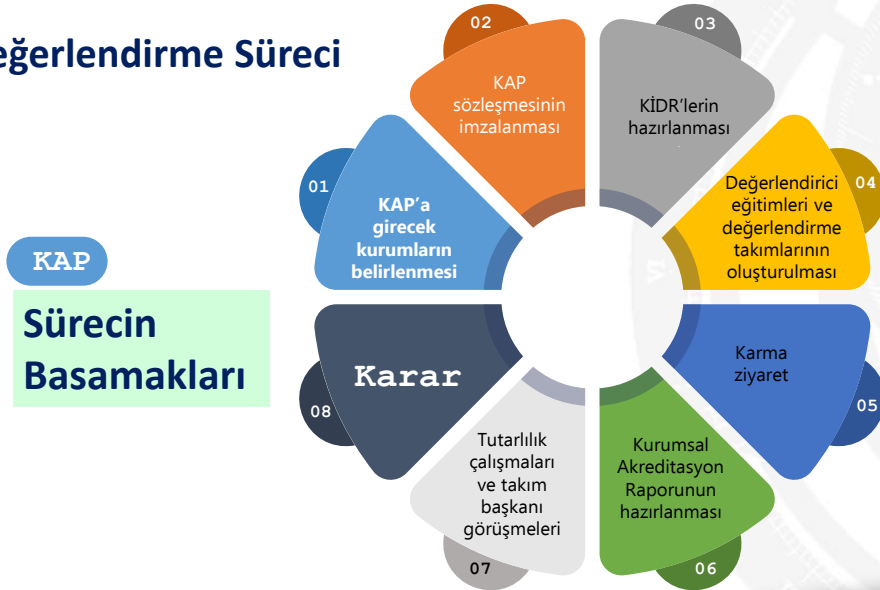 eğerlendirme Süreci
KAP
Sürecin
Basamakları
01
KAP’a
girecek
kurumların
belirlenmesi
02
KAP
sözleşmesinin
imzalanması
03
KİDR’lerin
hazırlanması
.
04
Değerlendirici
eğitimleri ve
değerlendirme
takımlarının
oluşturulması
05
Karma
ziyaret
06
Kurumsal
Akreditasyon
Raporunun
hazırlanması
07
Tutarlılık
çalışmaları
ve takım
başkanı
görüşmeleri
08
Karar
VI